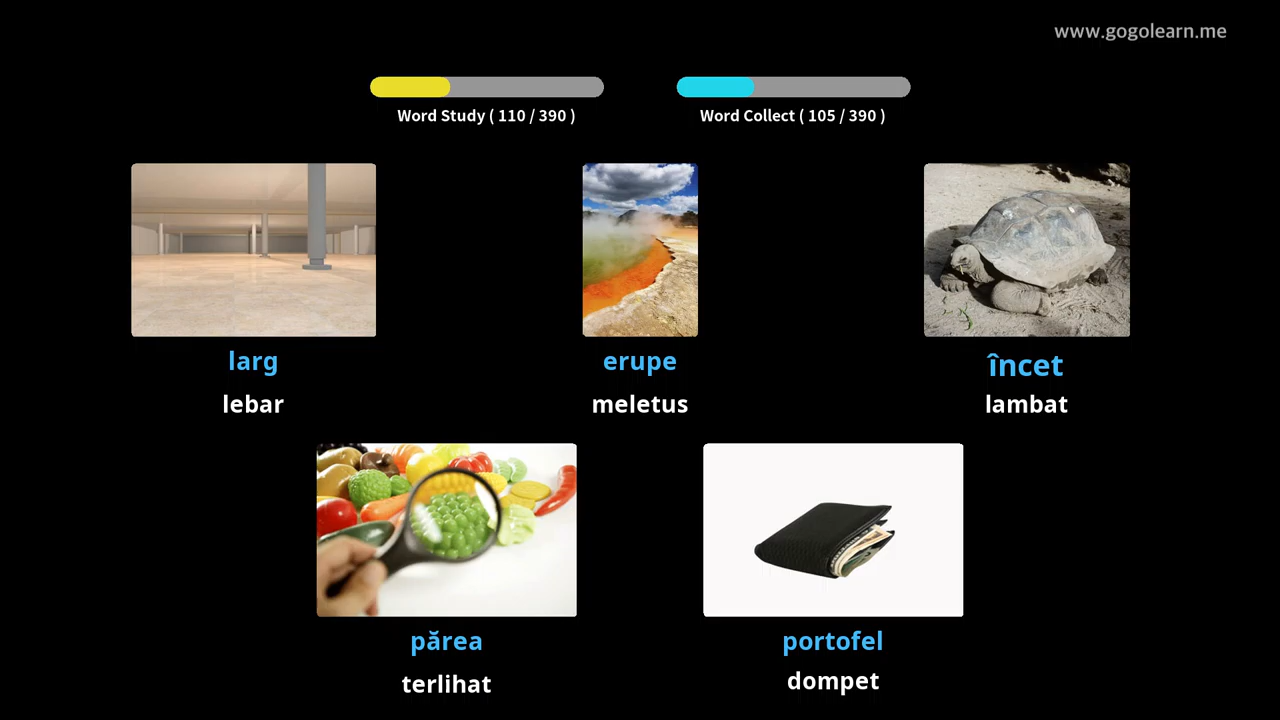 www.gogolearn.me
Word Study ( 110 / 390 )
Word Collect ( 105 / 390 )
larg
erupe
încet
lebar
meletus
lambat
părea
portofel
terlihat
dompet